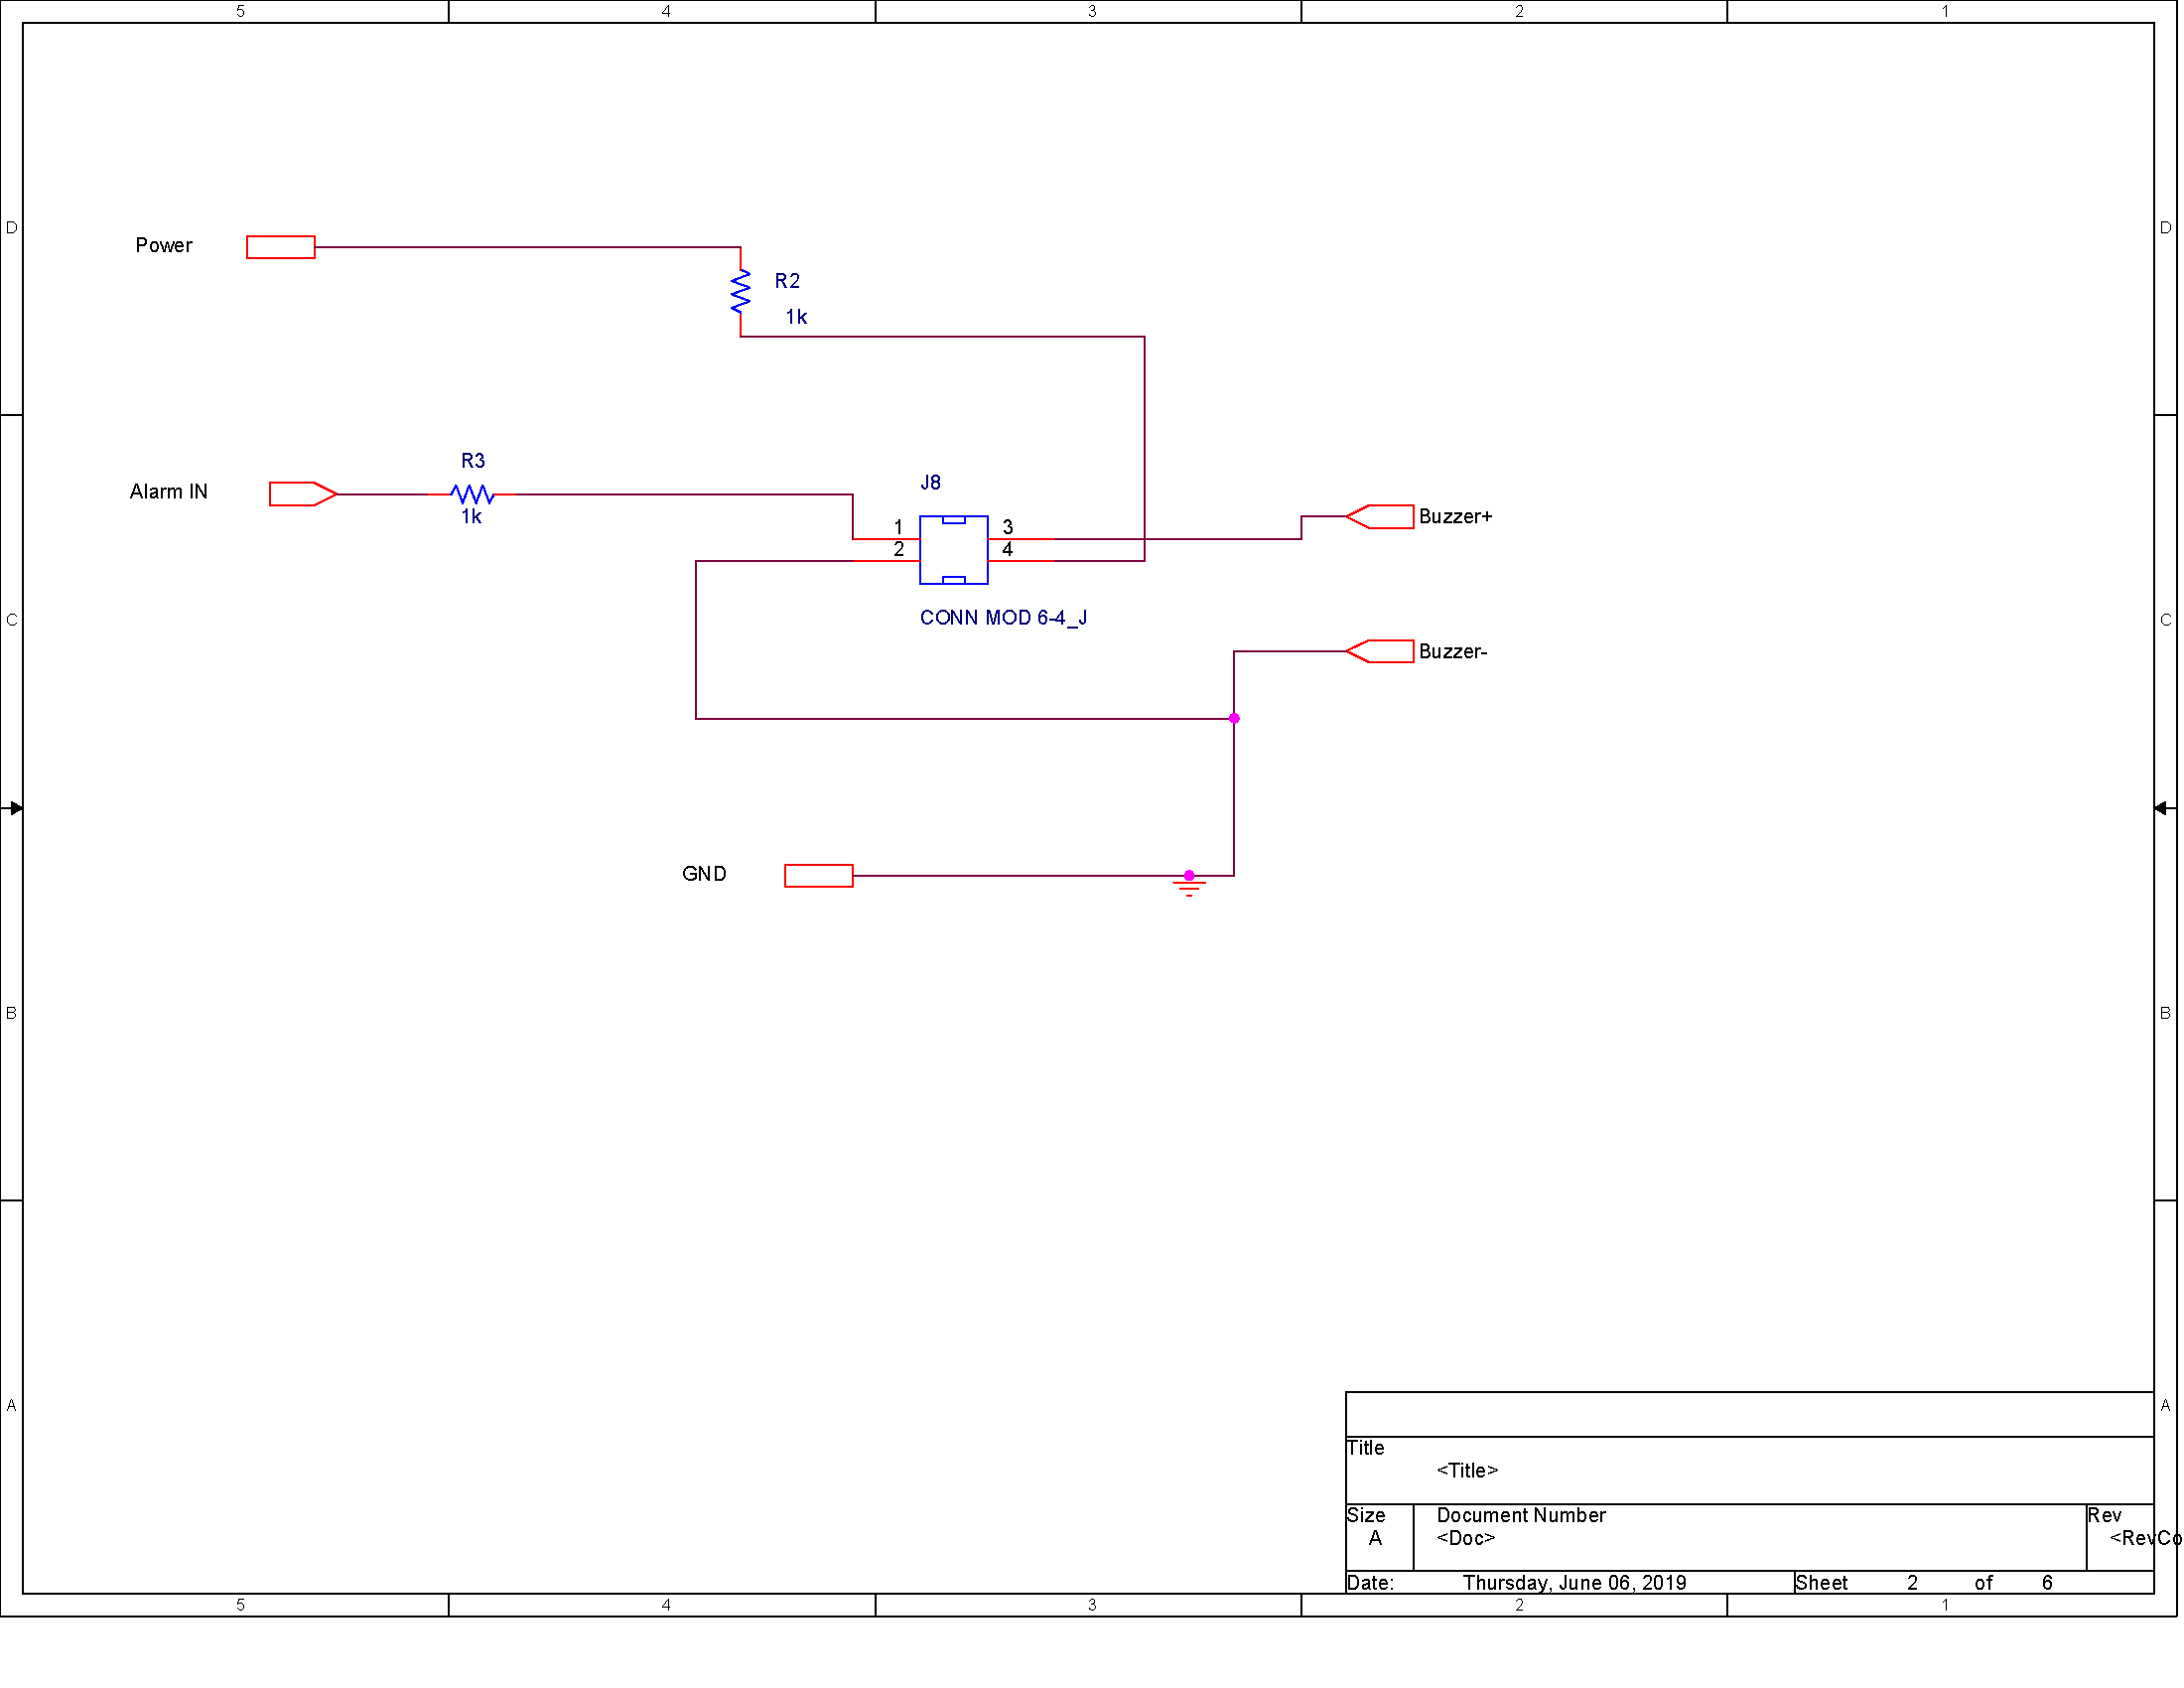 5 4 3 2 1
D D
Power
R2
1k
R3
Alarm IN
1k
J8
1 3
2 4
Buzzer+
CONN MOD 6-4_J
C C
Buzzer-
GND
B B
A A
Title
<Title>
Size Document Number Rev
A <Doc> <RevCo
Date: Thursday, June 06, 2019 Sheet 2 of 6
5 4 3 2 1